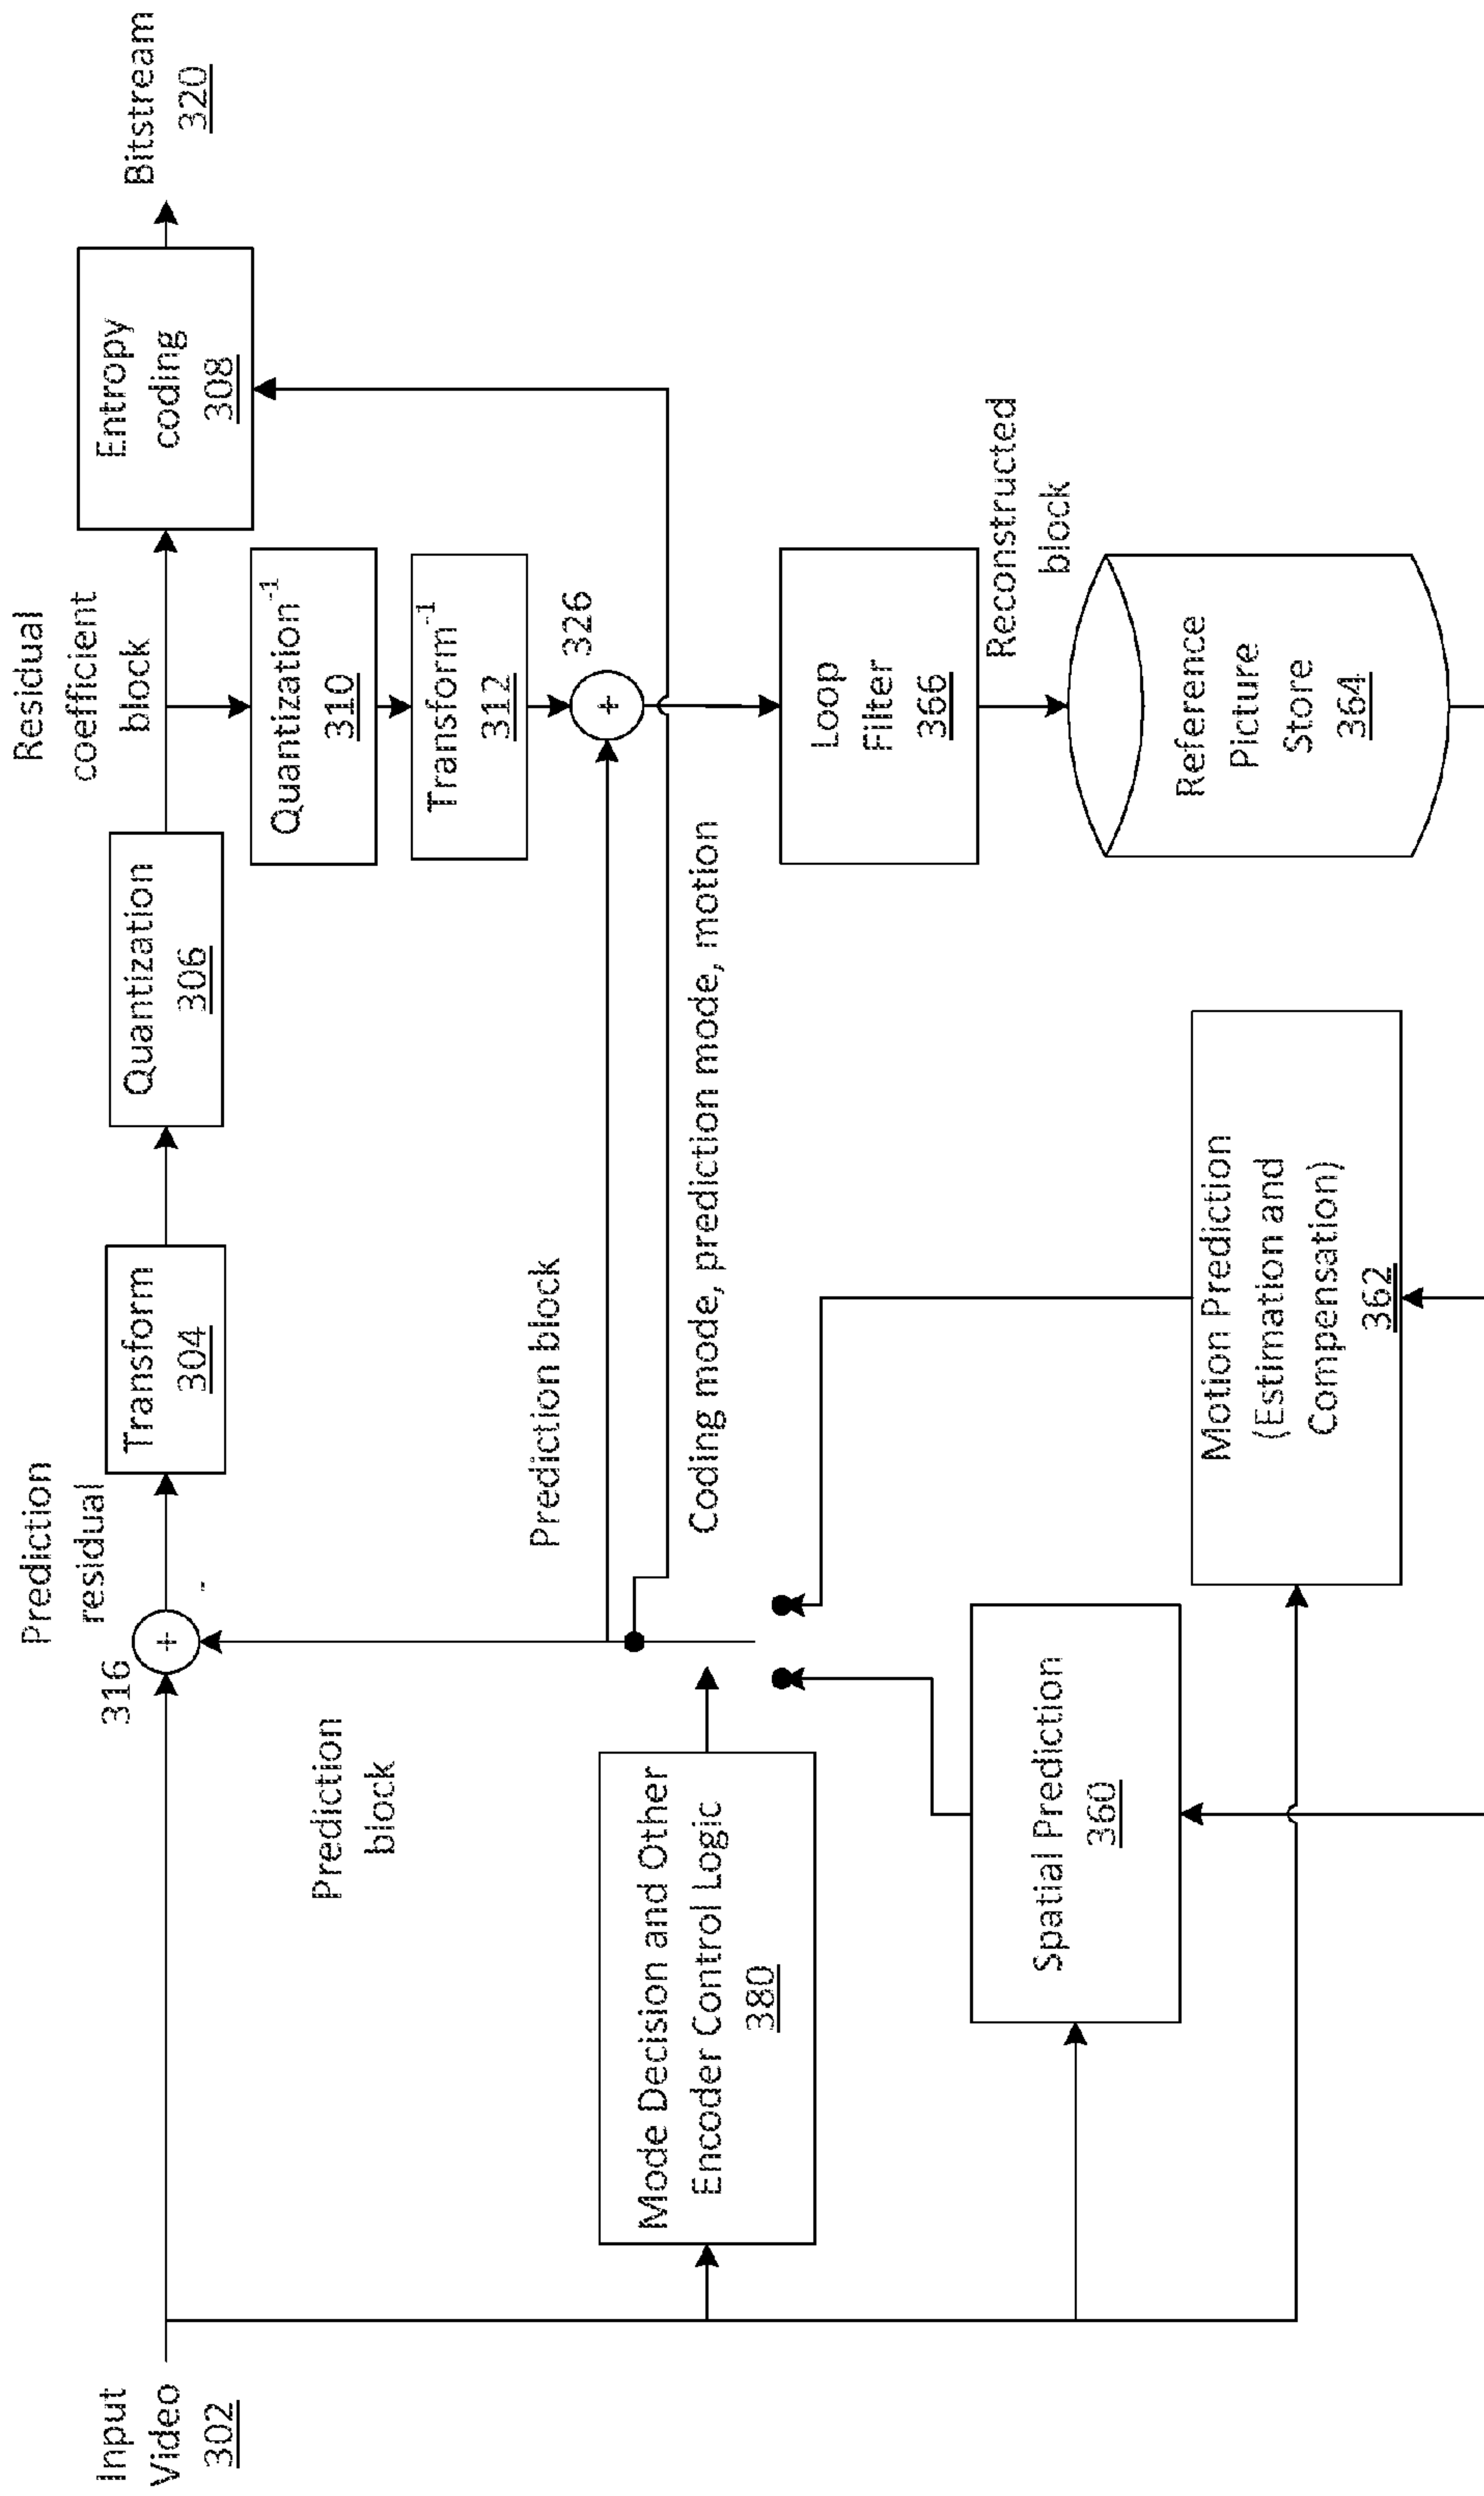 Input
Video
302
316
Prediction
residual
+
-
Transform
304
Quantization
306
Residual
coefficient
block
Entropy
coding
308
Bitstream
320
Quantization-1
310
Transform-1
312
326
+
Prediction
block
Prediction block
Coding mode, prediction mode, motion
Mode Decision and Other
Encoder Control Logic
380
Spatial Prediction
360
Motion Prediction
(Estimation and
Compensation)
362
Loop
Filter
366
Reconstructed
block
Reference
Picture
Store
364